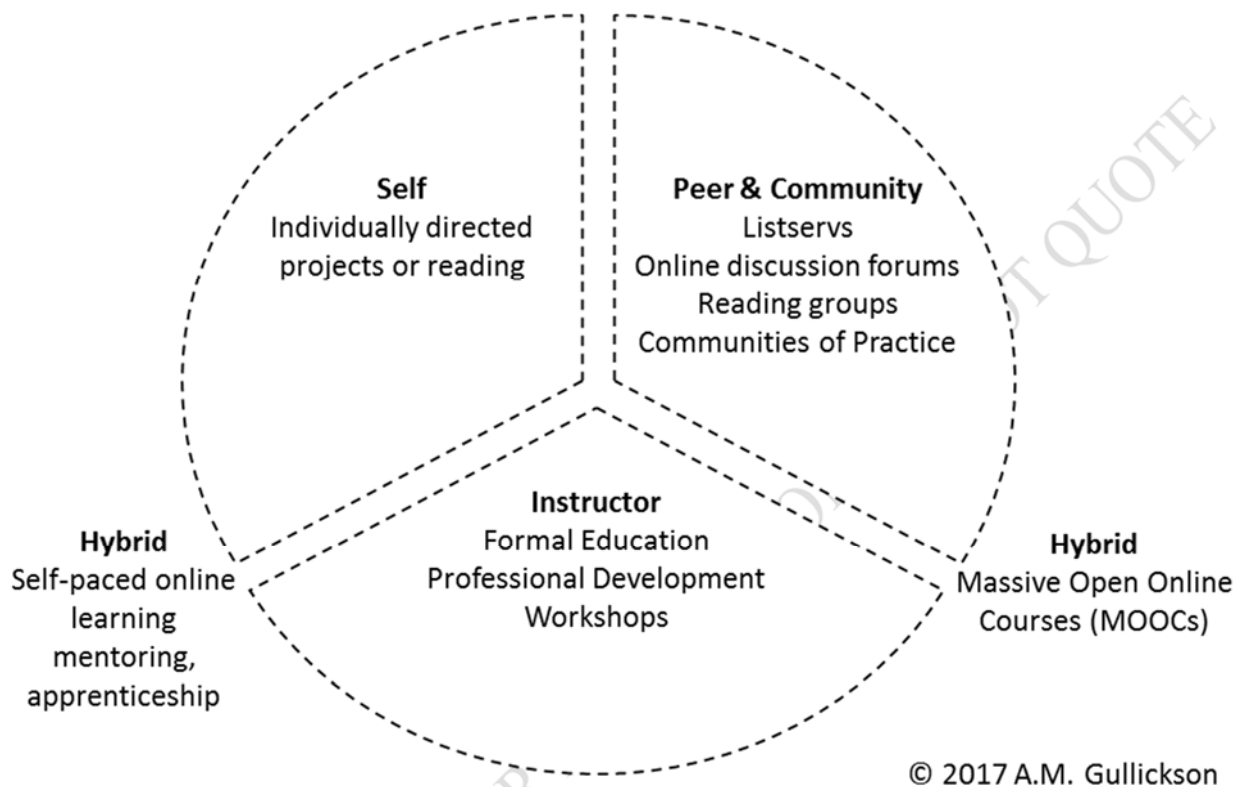 Self
Individually directed
projects or reading
Peer & Community
Listservs
Online discussion forums
Reading groups
Communities of Practice
Instructor
Formal Education
Professional Development
Workshops
Hybrid
Self-paced online
learning
mentoring,
apprenticeship
Hybrid
Massive Open Online
Courses (MOOCs)
QUOTE
© 2017 A.M. Gullickson